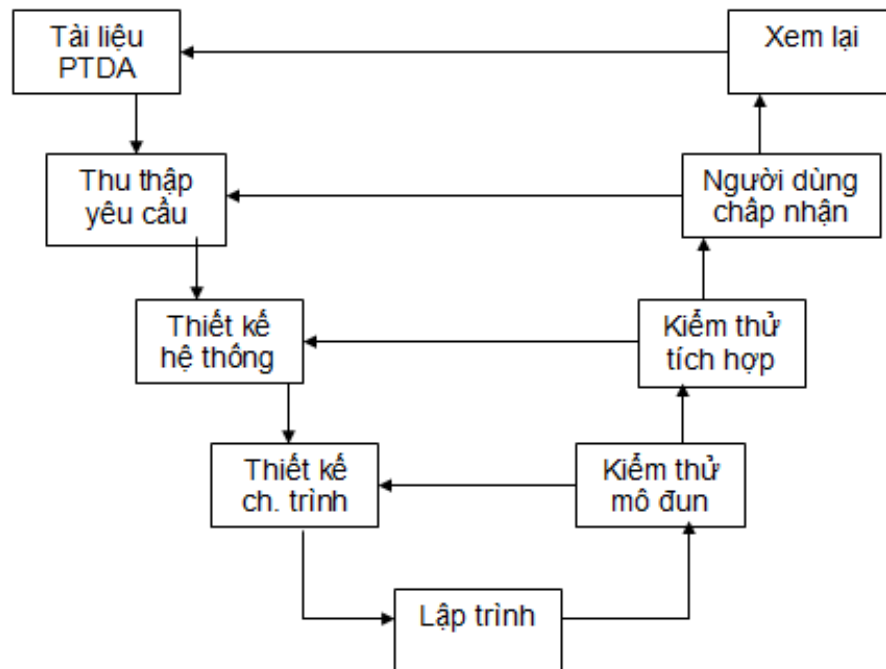 Tài liệu
PTDA
Xem lại
Thu thập
yêu cầu
Người dùng
chấp nhận
Thiết kế
hệ thống
Kiểm thử
tích hợp
Thiết kế
ch. trình
Kiểm thử
mô đun
Lập trình